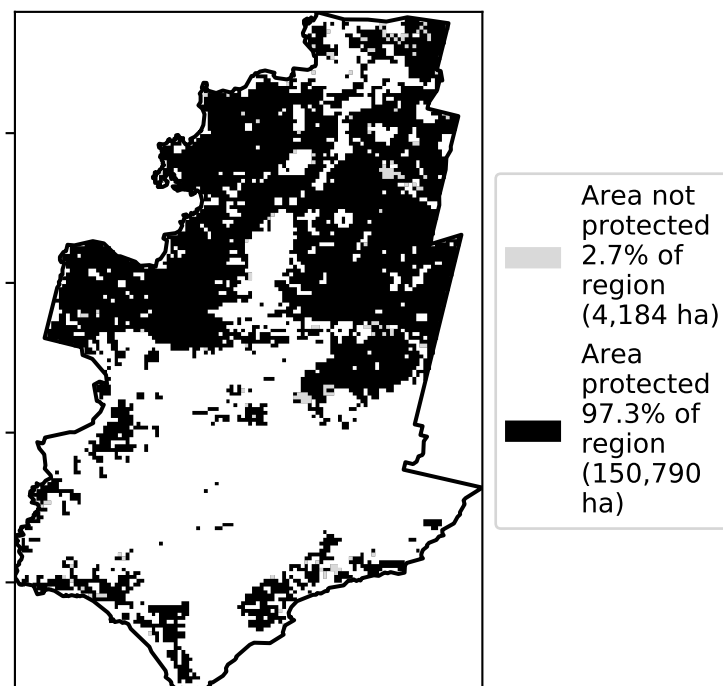 Area not
protected
2.7% of
region
(4,184 ha)
Area
protected
97.3% of
region
(150,790
ha)